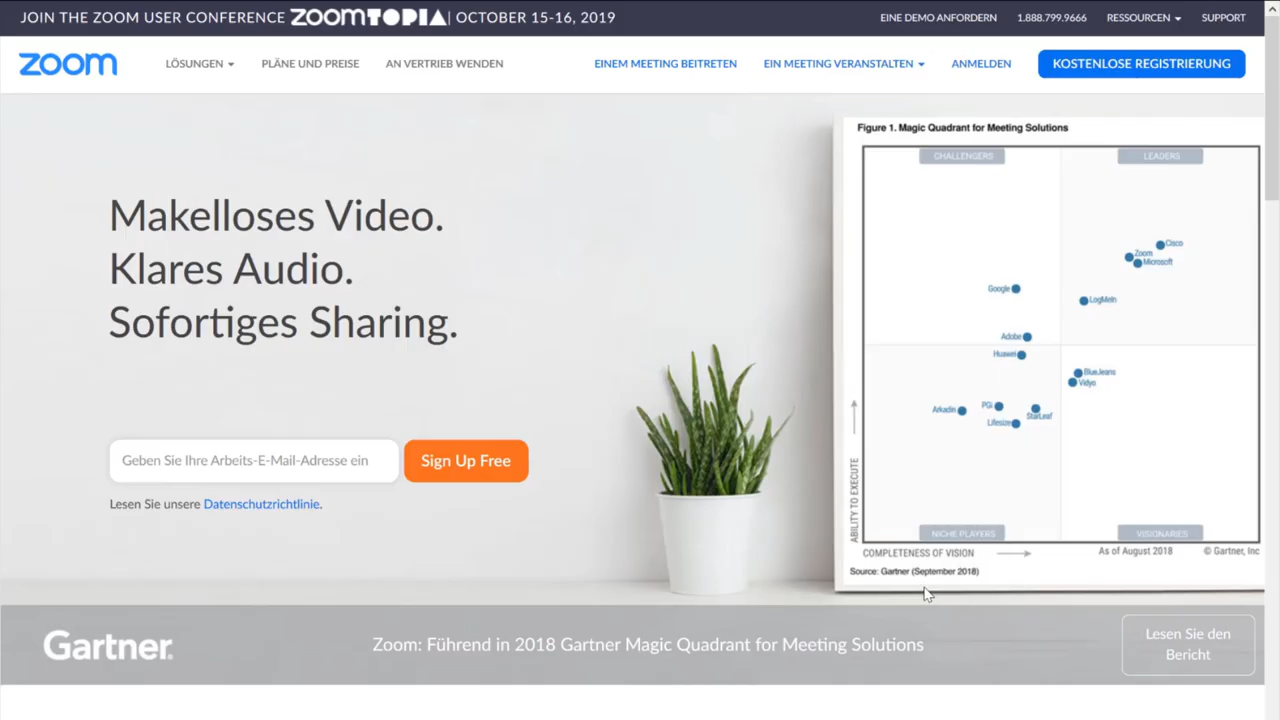 JOIN THE ZOOM USER CONFERENCE ZOOMTOPIA | OCTOBER 15-16, 2019
EINE DEMO ANFORDERN 1.888.799.9666 RESSOURCEN SUPPORT
zoom LÖSUNGEN PLÄNE UND PREISE AN VERTRIEB WENDEN EINEM MEETING BEITRETEN EIN MEETING VERANSTALTEN ANMELDEN KOSTENLOSE REGISTRIERUNG
Makelloses Video.
Klares Audio.
Sofortiges Sharing.
Geben Sie Ihre Arbeits-E-Mail-Adresse ein Sign Up Free
Lesen Sie unsere Datenschutzrichtlinie.
Figure 1. Magic Quadrant for Meeting Solutions
CHALLENGERS LEADERS
Cisco
Zoom
Microsoft
Google
LogMeIn
Adobe
Huawei
BlueJeans
Vidyo
Arkadin
PGi
StarLeaf
Lifesize
ABILITY TO EXECUTE
NICHE PLAYERS VISIONARIES
COMPLETENESS OF VISION As of August 2018 © Gartner, Inc
Source: Gartner (September 2018)
Gartner. Zoom: Führend in 2018 Gartner Magic Quadrant for Meeting Solutions
Lesen Sie den
Bericht